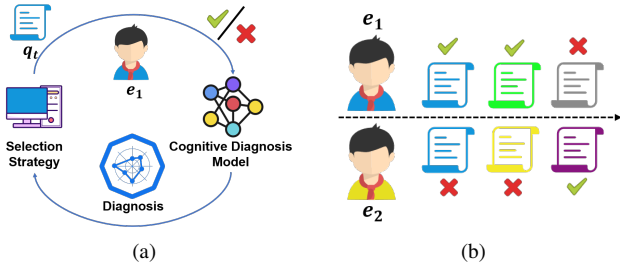 q_t
e_1
Selection
Strategy
Cognitive Diagnosis
Model
Diagnosis
(a)
e_1
e_2
(b)